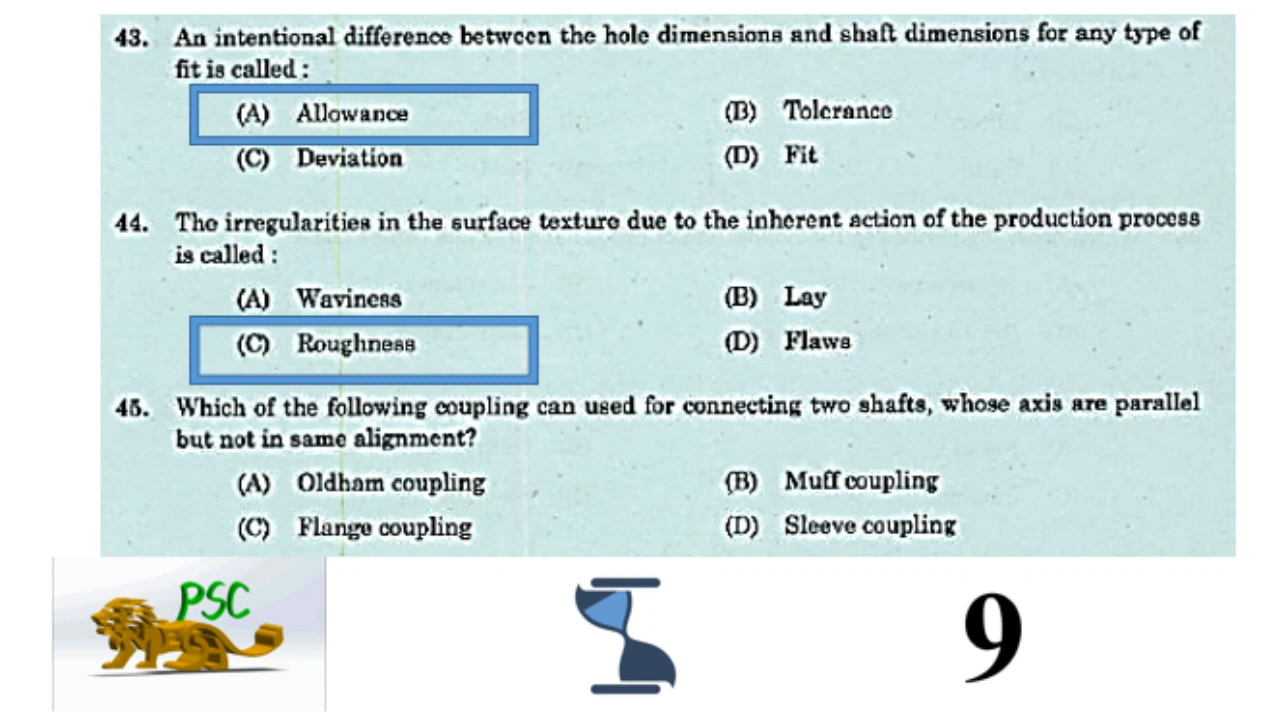 43. An intentional difference between the hole dimensions and shaft dimensions for any type of
fit is called :
(A) Allowance (B) Tolerance
(C) Deviation (D) Fit
44. The irregularities in the surface texture due to the inherent action of the production process
is called :
(A) Waviness (B) Lay
(C) Roughness (D) Flaws
45. Which of the following coupling can used for connecting two shafts, whose axis are parallel
but not in same alignment?
(A) Oldham coupling (B) Muff coupling
(C) Flange coupling (D) Sleeve coupling
PSC
9